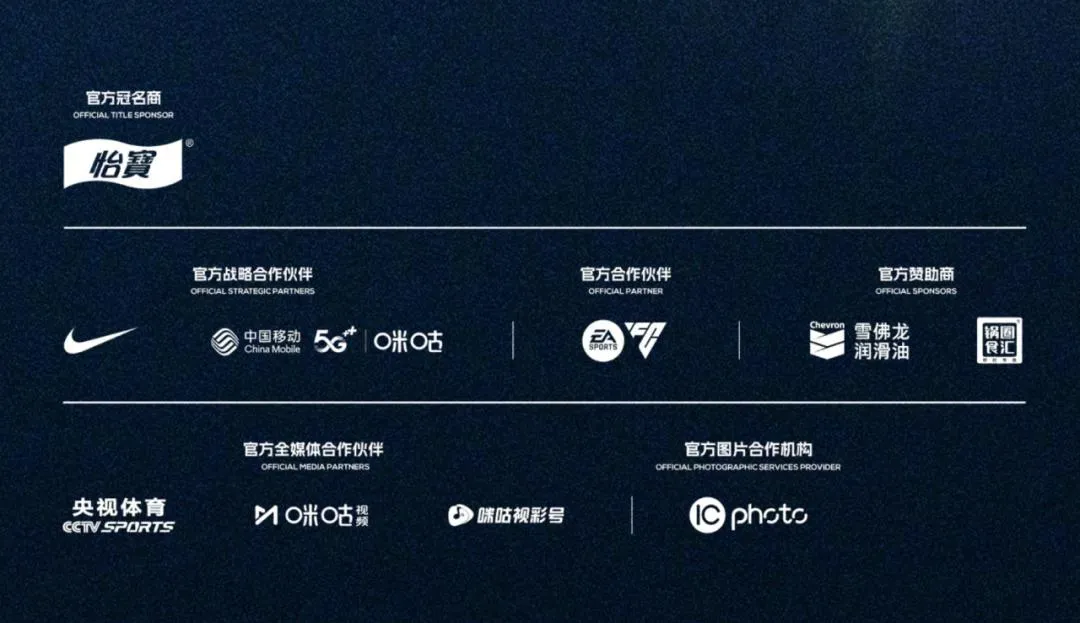 官方冠名商
OFFICIAL TITLE SPONSOR
怡寶®
官方战略合作伙伴
OFFICIAL STRATEGIC PARTNERS
官方合作伙伴
OFFICIAL PARTNER
官方赞助商
OFFICIAL SPONSORS
中国移动
China Mobile
5G++
咪咕
EA
SPORTS
FC
Chevron
雪佛龙
润滑油
锅圈
食汇
官方全媒体合作伙伴
OFFICIAL MEDIA PARTNERS
官方图片合作机构
OFFICIAL PHOTOGRAPHIC SERVICES PROVIDER
央视体育
CCTV SPORTS
咪咕视频
咪咕视彩号
IC photo